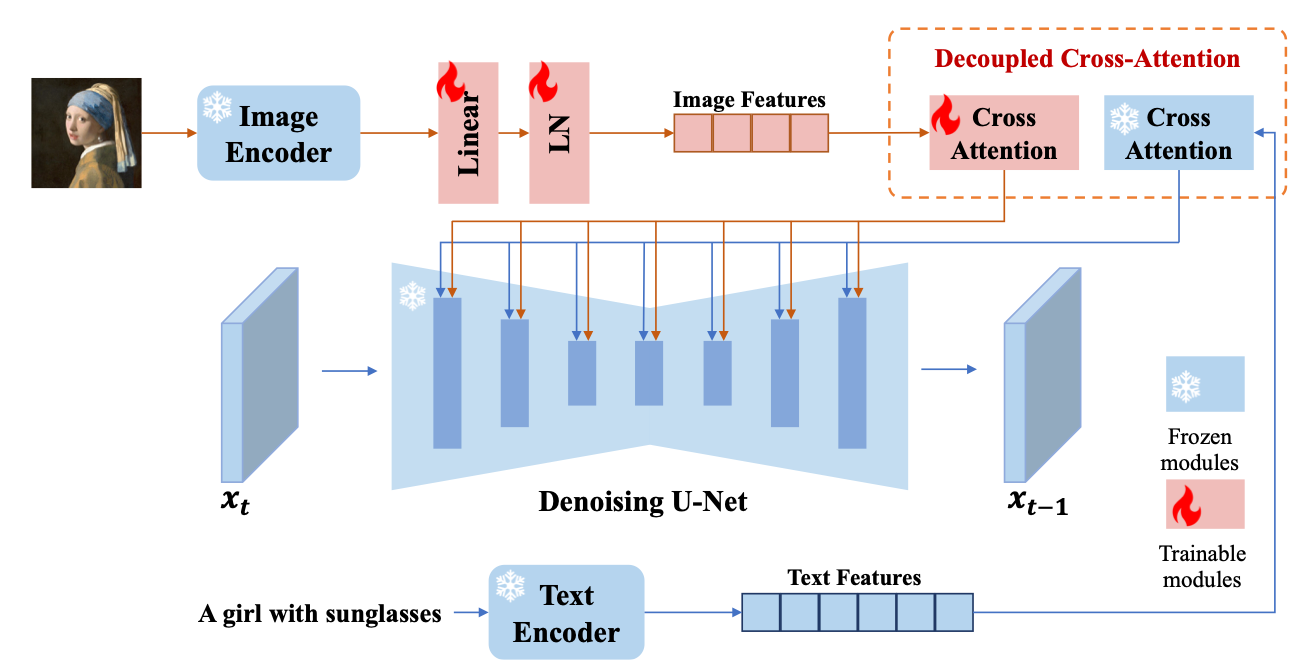 Decoupled Cross-Attention
Image
Encoder
Linear
LN
Image Features
Cross
Attention
Cross
Attention
x_t
Denoising U-Net
x_{t−1}
Frozen
modules
Trainable
modules
A girl with sunglasses
Text
Encoder
Text Features